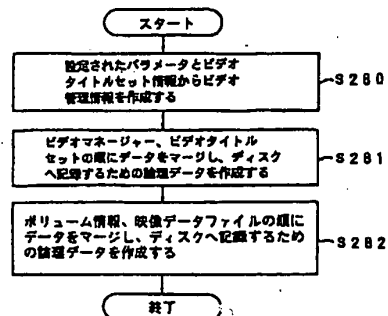 スタート
設定されたパラメータとビデオ
タイトルセット情報からビデオ
管理情報を作成する
S280
ビデオマネージャー、ビデオタイトル
セットの順にデータをマージし、ディスク
へ記録するための論理データを作成する
S281
ボリューム情報、映像データファイルの順に
データをマージし、ディスクへ記録するため
の論理データを作成する
S282
終了